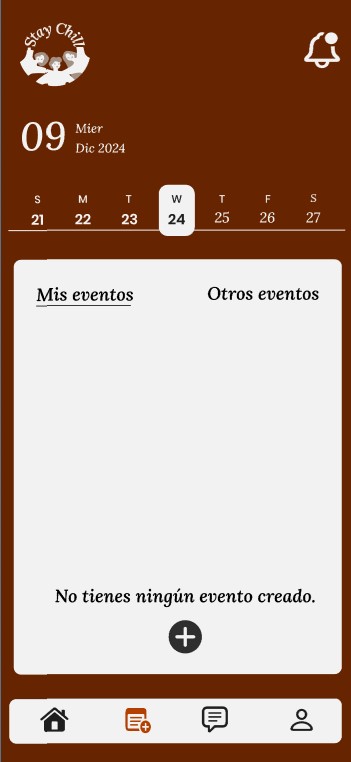 Stay Chill
09 Mier
Dic 2024
S M T W T F S
21 22 23 24 25 26 27
Mis eventos Otros eventos
No tienes ningún evento creado.